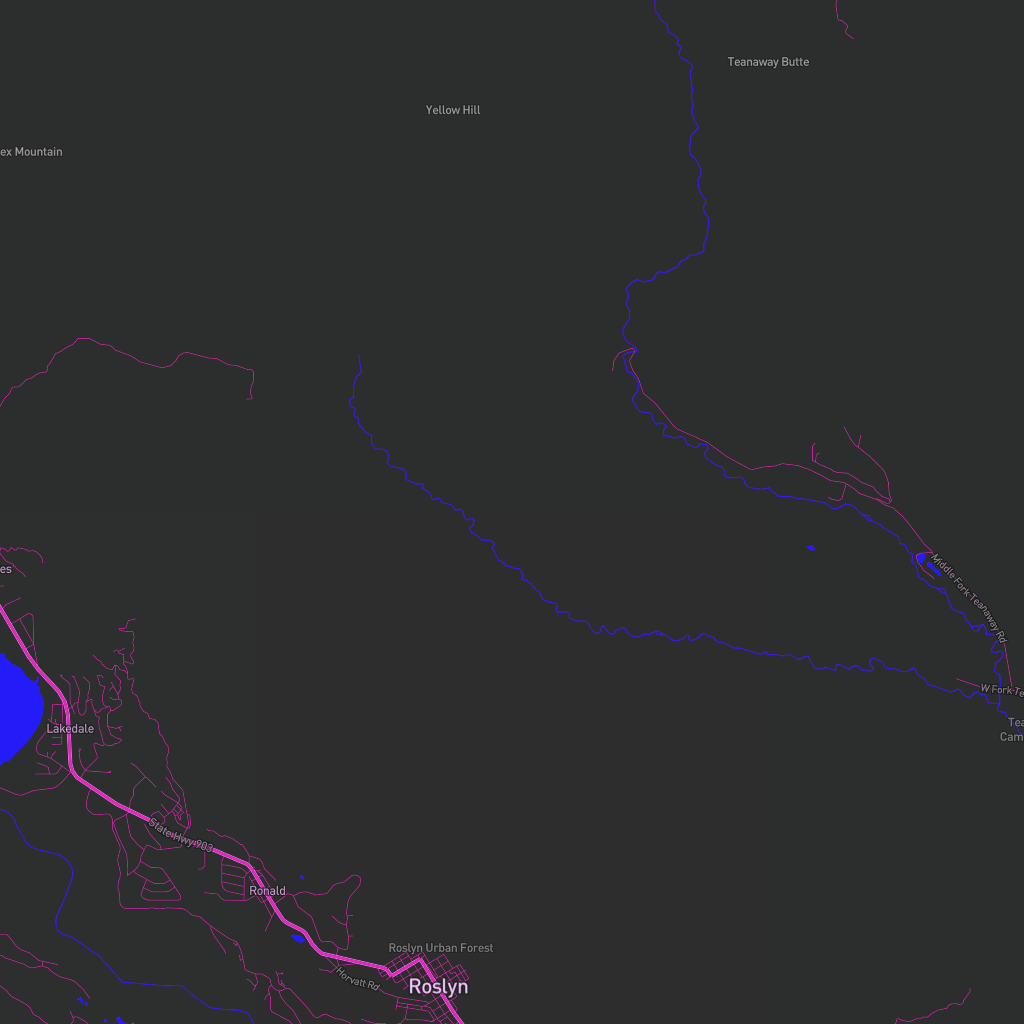 Teanaway Butte
Yellow Hill
ex Mountain
es
Middle Fork Teanaway Rd
W Fork Te
Tea
Cam
Lakedale
State Hwy 903
Ronald
Roslyn Urban Forest
Horvatt Rd
Roslyn